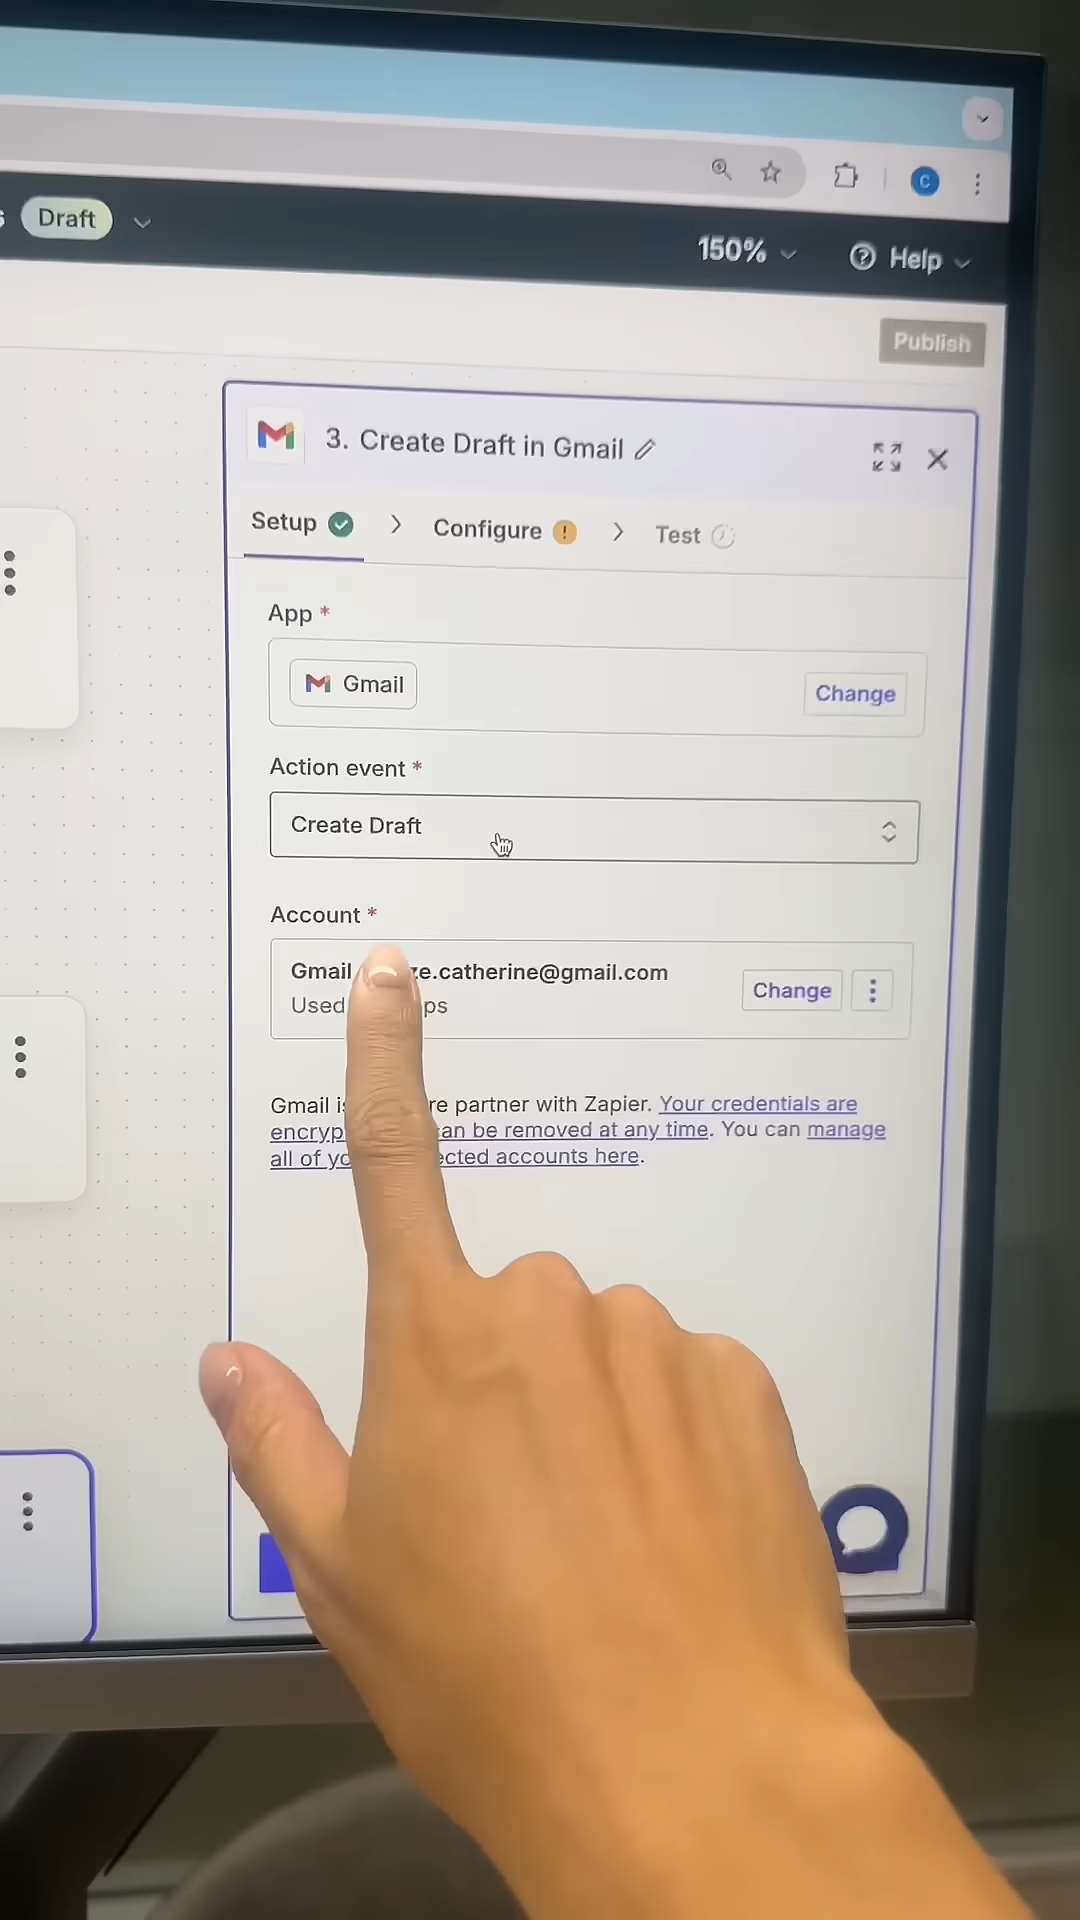 Draft
150%
Help
C
Publish
3. Create Draft in Gmail
Setup
Configure
Test
App *
Gmail
Change
Action event *
Create Draft
Account *
Gmail ze.catherine@gmail.com
Used ps
Change
Gmail re partner with Zapier. Your credentials are
encryp an be removed at any time. You can manage
all of yo ected accounts here.